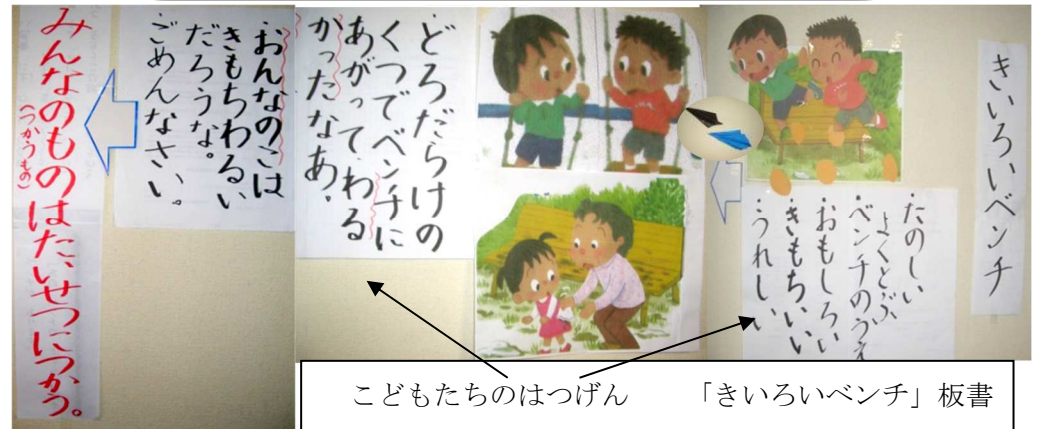 きいろいベンチ
たのしい
よくとぶ
ベンチのうえ
・おもしろい
・きもちいい
・うれしい
・どろだらけの
くつでベンチに
あがってわる
かったなあ。
おんなのこは
きもちわるい
だろうな。
ごめんなさい。
みんなのものはたいせつにつかう。
(つかうもの)
こどもたちのはつげん
「きいろいベンチ」板書